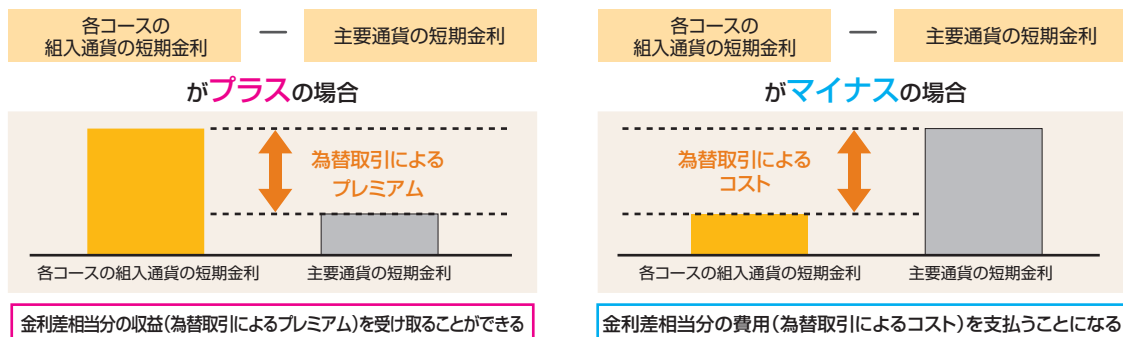 各コースの
組入通貨の短期金利
―
主要通貨の短期金利
がプラスの場合
為替取引による
プレミアム
各コースの組入通貨の短期金利
主要通貨の短期金利
金利差相当分の収益(為替取引によるプレミアム)を受け取ることができる
各コースの
組入通貨の短期金利
―
主要通貨の短期金利
がマイナスの場合
為替取引による
コスト
各コースの組入通貨の短期金利
主要通貨の短期金利
金利差相当分の費用(為替取引によるコスト)を支払うことになる